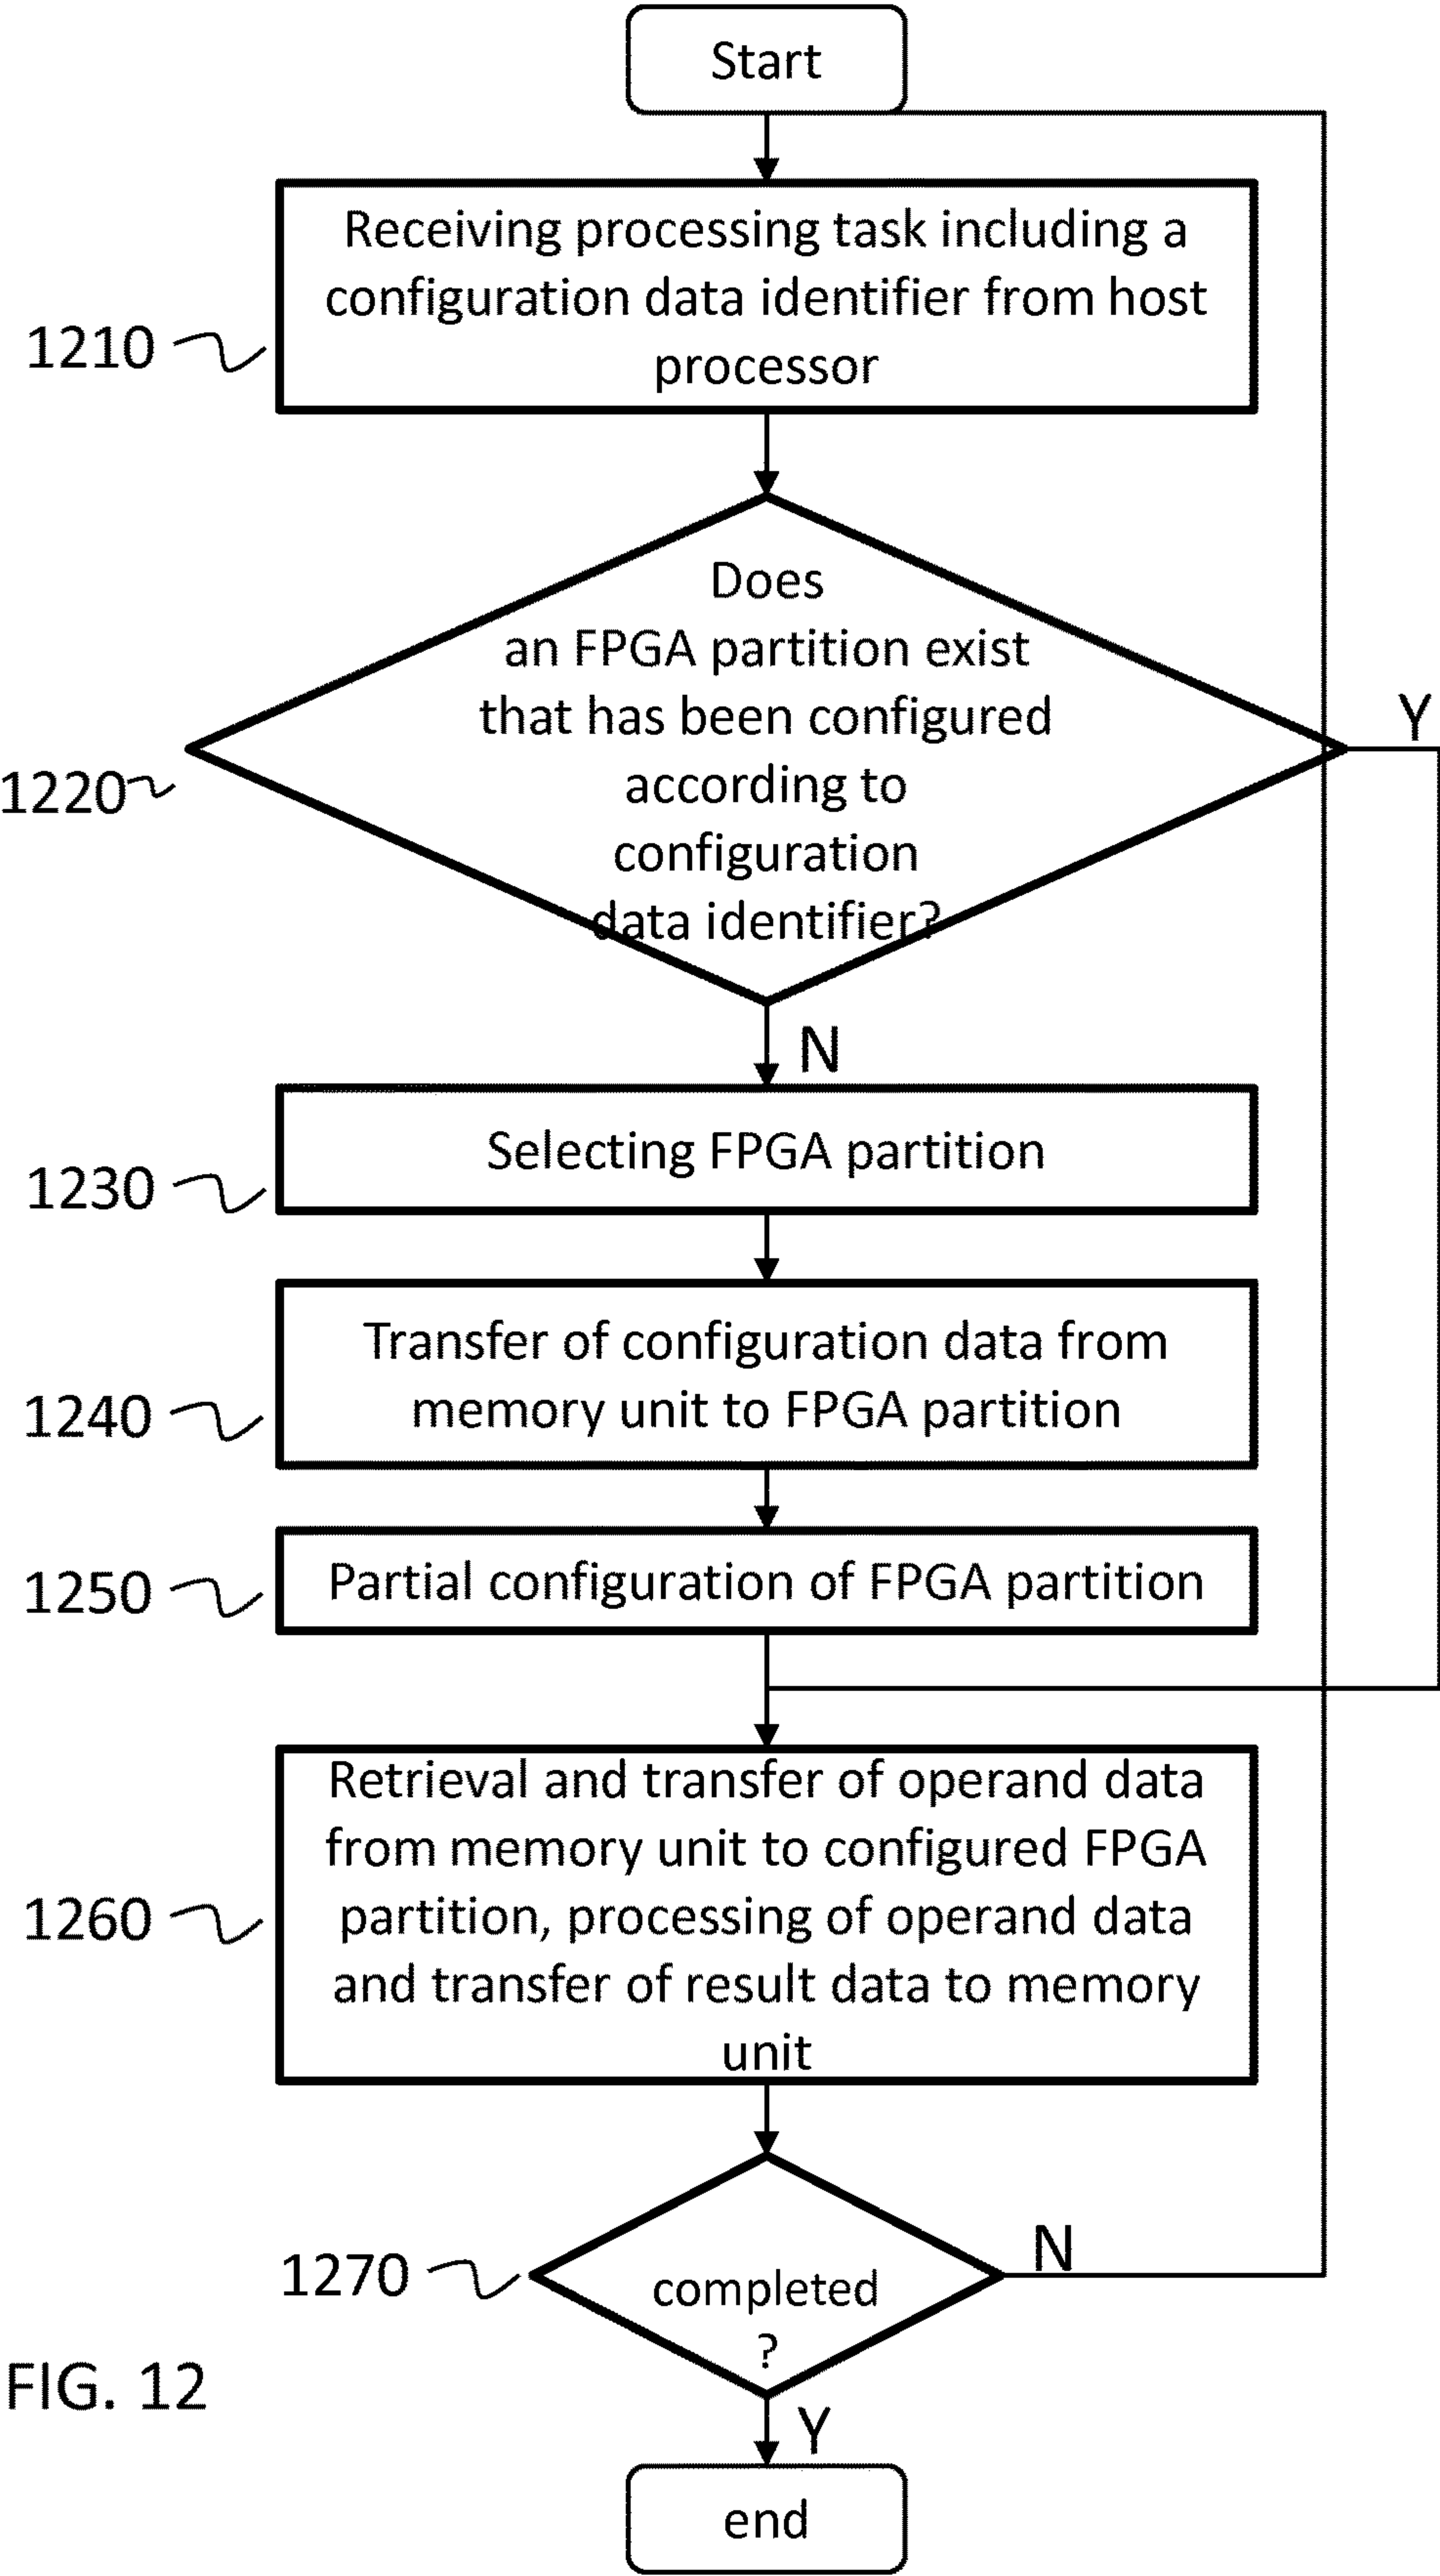 Start
Receiving processing task including a
configuration data identifier from host
processor
1210
Does
an FPGA partition exist
that has been configured
according to
configuration
data identifier?
Y
1220
N
Selecting FPGA partition
1230
Transfer of configuration data from
memory unit to FPGA partition
1240
Partial configuration of FPGA partition
1250
Retrieval and transfer of operand data
from memory unit to configured FPGA
partition, processing of operand data
and transfer of result data to memory
unit
1260
completed
?
N
1270
Y
FIG. 12
end